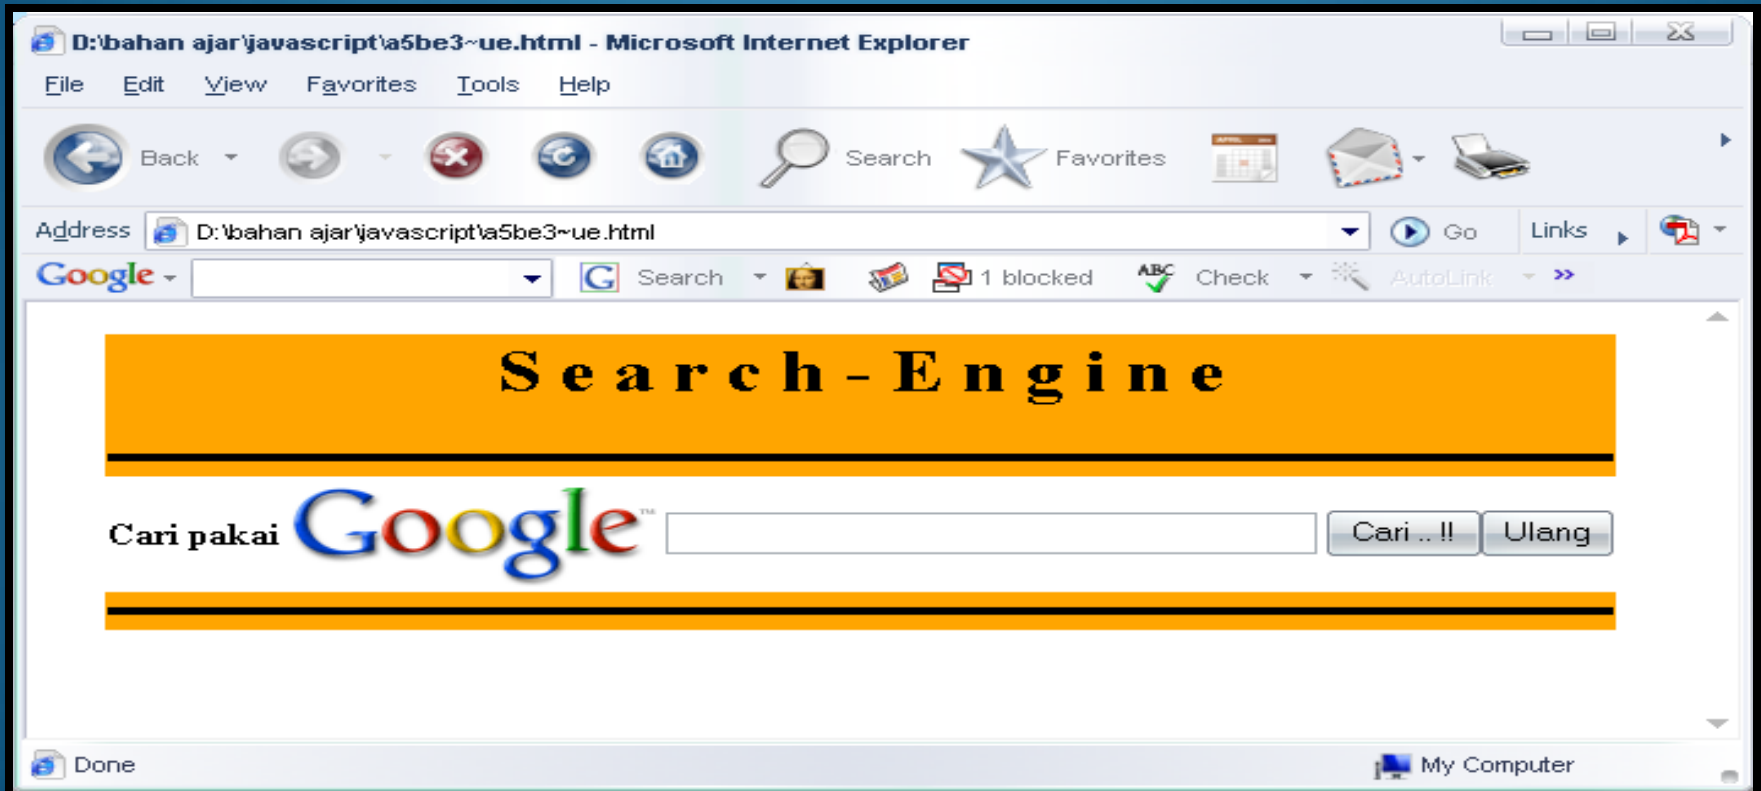 D:\bahan ajar\javascript\a5be3~ue.html - Microsoft Internet Explorer
File Edit View Favorites Tools Help
Back Search Favorites
Address D:\bahan ajar\javascript\a5be3~ue.html Go Links
Google G Search 1 blocked ABC Check AutoLink
Search-Engine
Cari pakai Google™ Cari .. !! Ulang
Done My Computer